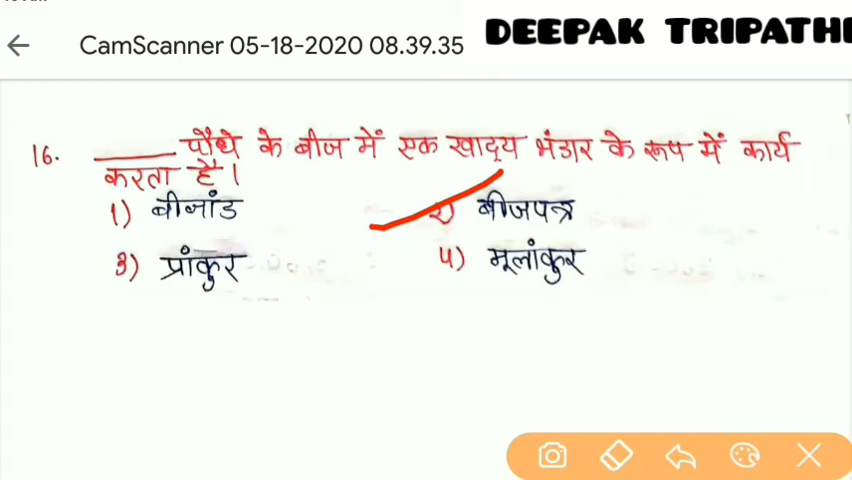 CamScanner 05-18-2020 08.39.35
DEEPAK TRIPATHI
16. ______ पौधे के बीज में एक खाद्य भंडार के रूप में कार्य
करता है।
1) बीजांड 2) बीजपत्र
3) प्रांकुर 4) मूलांकुर